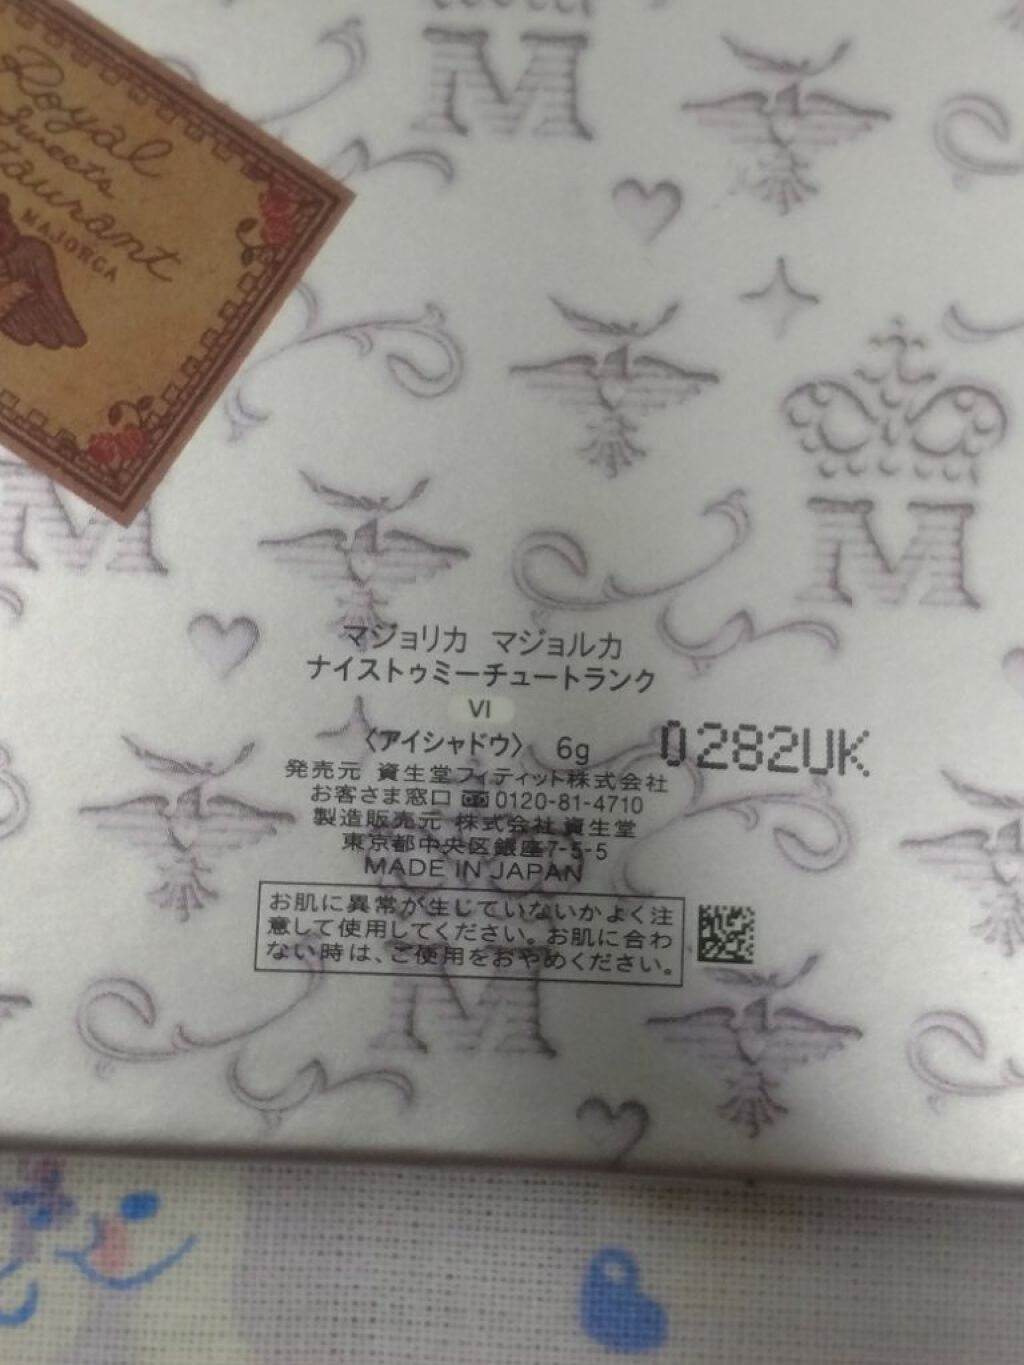 Royal
Sweets
taurant
MAJORCA
M
M
M
マジョリカ マジョルカ
ナイストゥミーチュートランク
VI
〈アイシャドウ〉 6g
0282UK
発売元 資生堂フィティット株式会社
お客さま窓口 0120-81-4710
製造販売元 株式会社 資生堂
東京都中央区銀座7-5-5
MADE IN JAPAN
お肌に異常が生じていないかよく注
意して使用してください。お肌に合わ
ない時は、ご使用をおやめください。
M